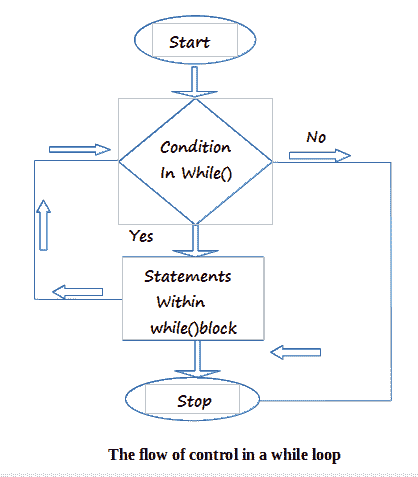 Start
Condition
In While()
No
Yes
Statements
Within
while()block
Stop
The flow of control in a while loop